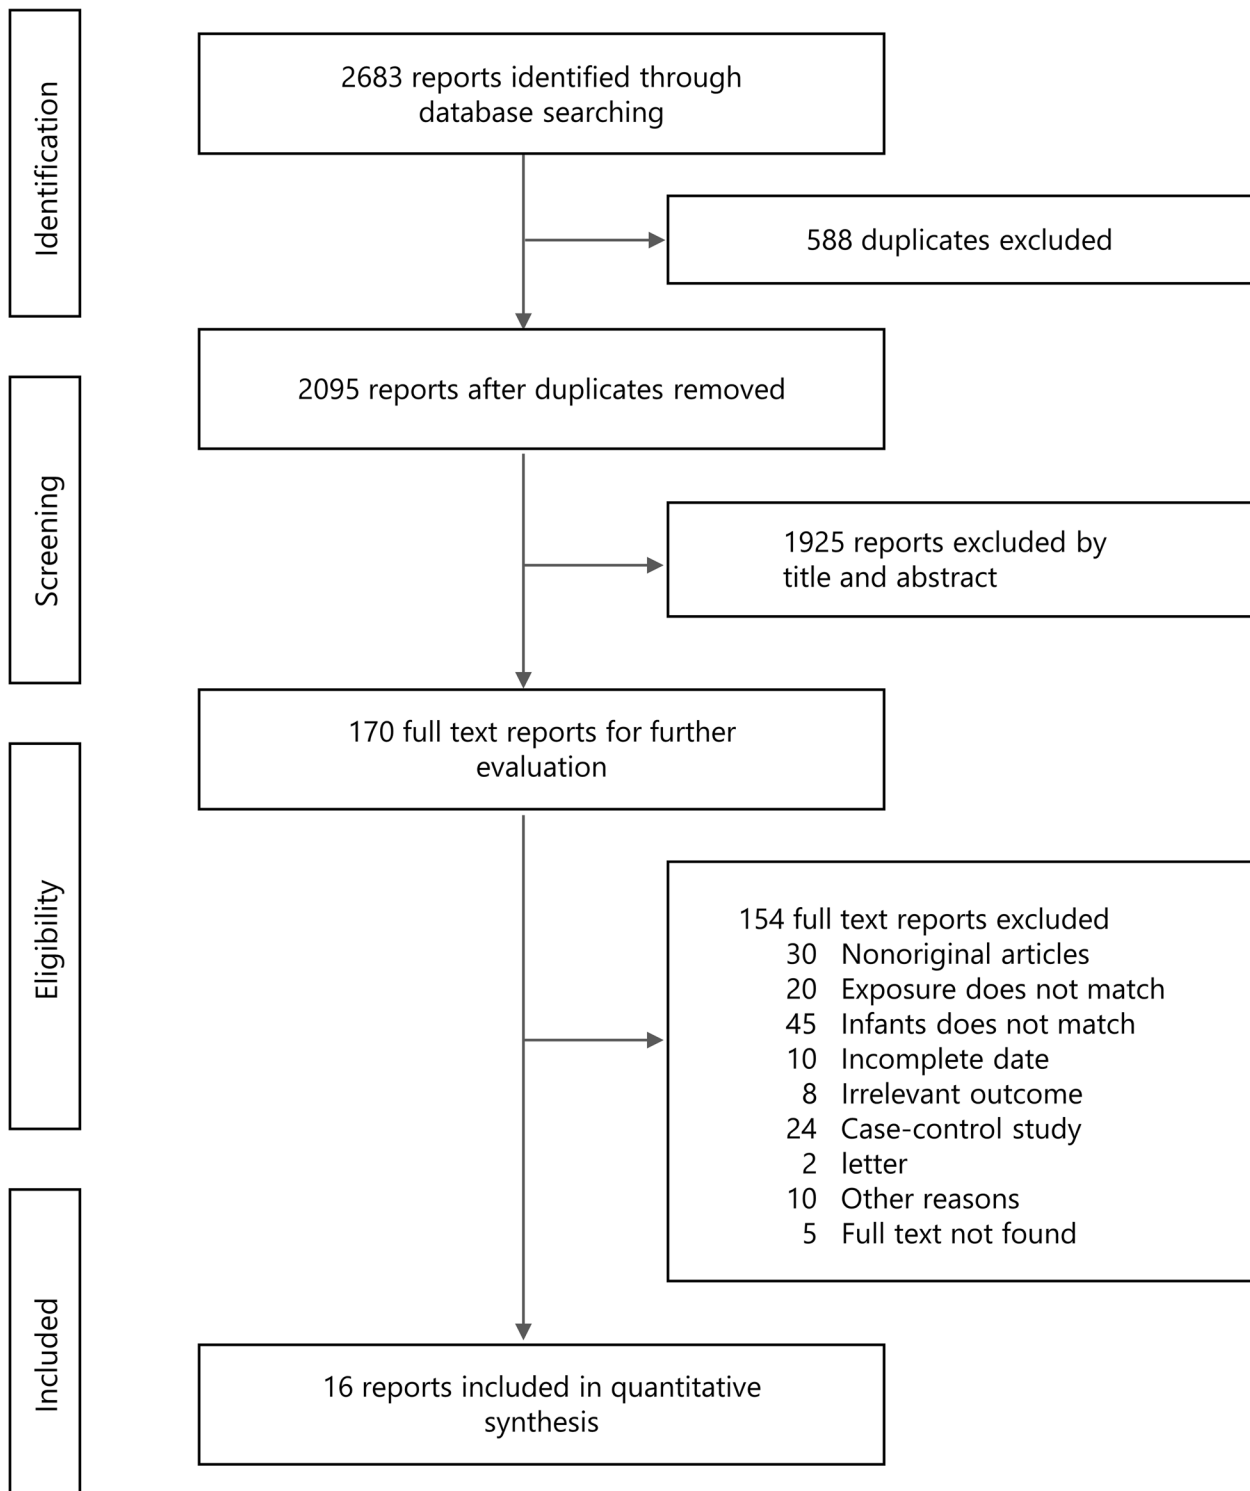 Identification
2683 reports identified through
database searching
588 duplicates excluded
2095 reports after duplicates removed
Screening
1925 reports excluded by
title and abstract
170 full text reports for further
evaluation
Eligibility
154 full text reports excluded
30 Nonoriginal articles
20 Exposure does not match
45 Infants does not match
10 Incomplete date
8 Irrelevant outcome
24 Case-control study
2 letter
10 Other reasons
5 Full text not found
Included
16 reports included in quantitative
synthesis